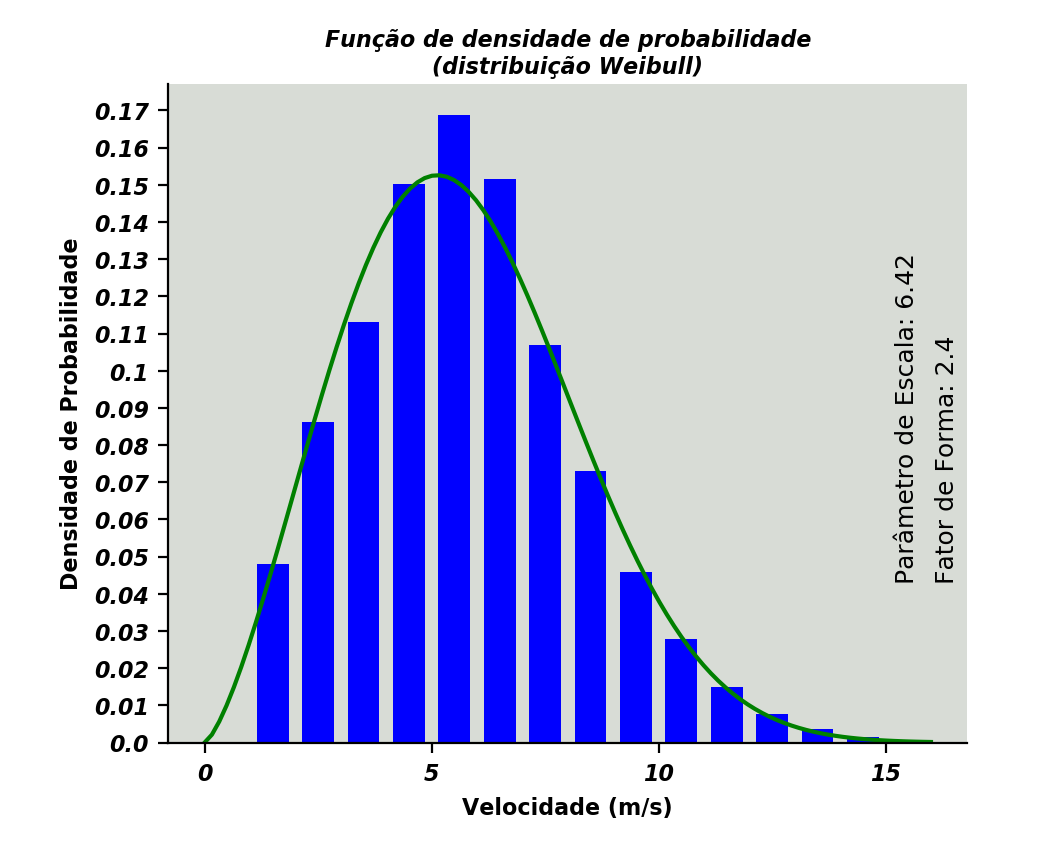 Função de densidade de probabilidade
(distribuição Weibull)
Densidade de Probabilidade
0.17
0.16
0.15
0.14
0.13
0.12
0.11
0.1
0.09
0.08
0.07
0.06
0.05
0.04
0.03
0.02
0.01
0.0
Parâmetro de Escala: 6.42
Fator de Forma: 2.4
0 5 10 15
Velocidade (m/s)